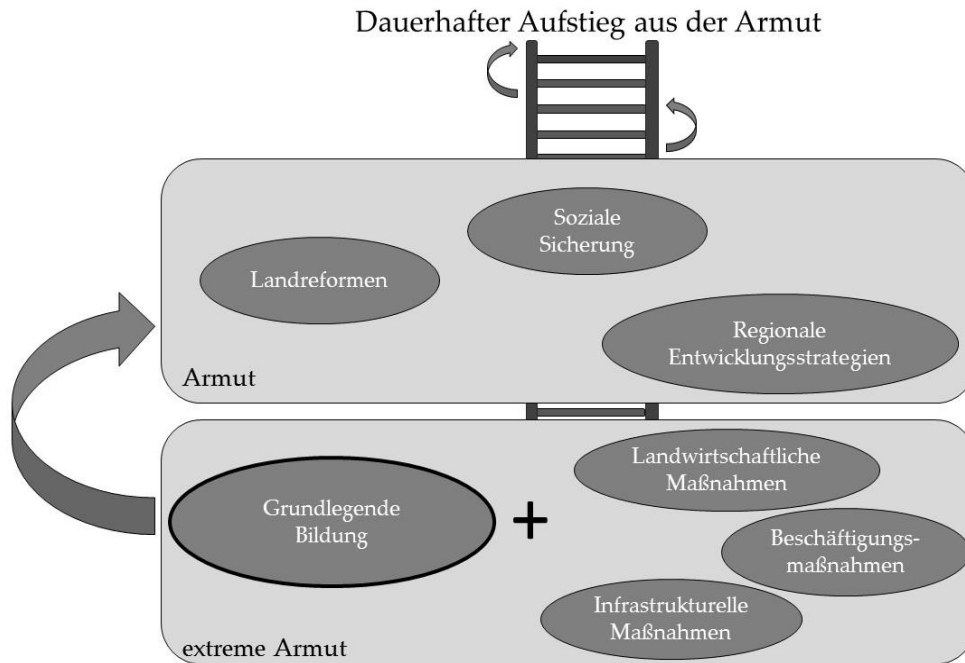 Dauerhafter Aufstieg aus der Armut
Soziale
Sicherung
Landreformen
Regionale
Entwicklungsstrategien
Armut
Landwirtschaftliche
Maßnahmen
Grundlegende
Bildung
+
Beschäftigungs-
maßnahmen
Infrastrukturelle
Maßnahmen
extreme Armut